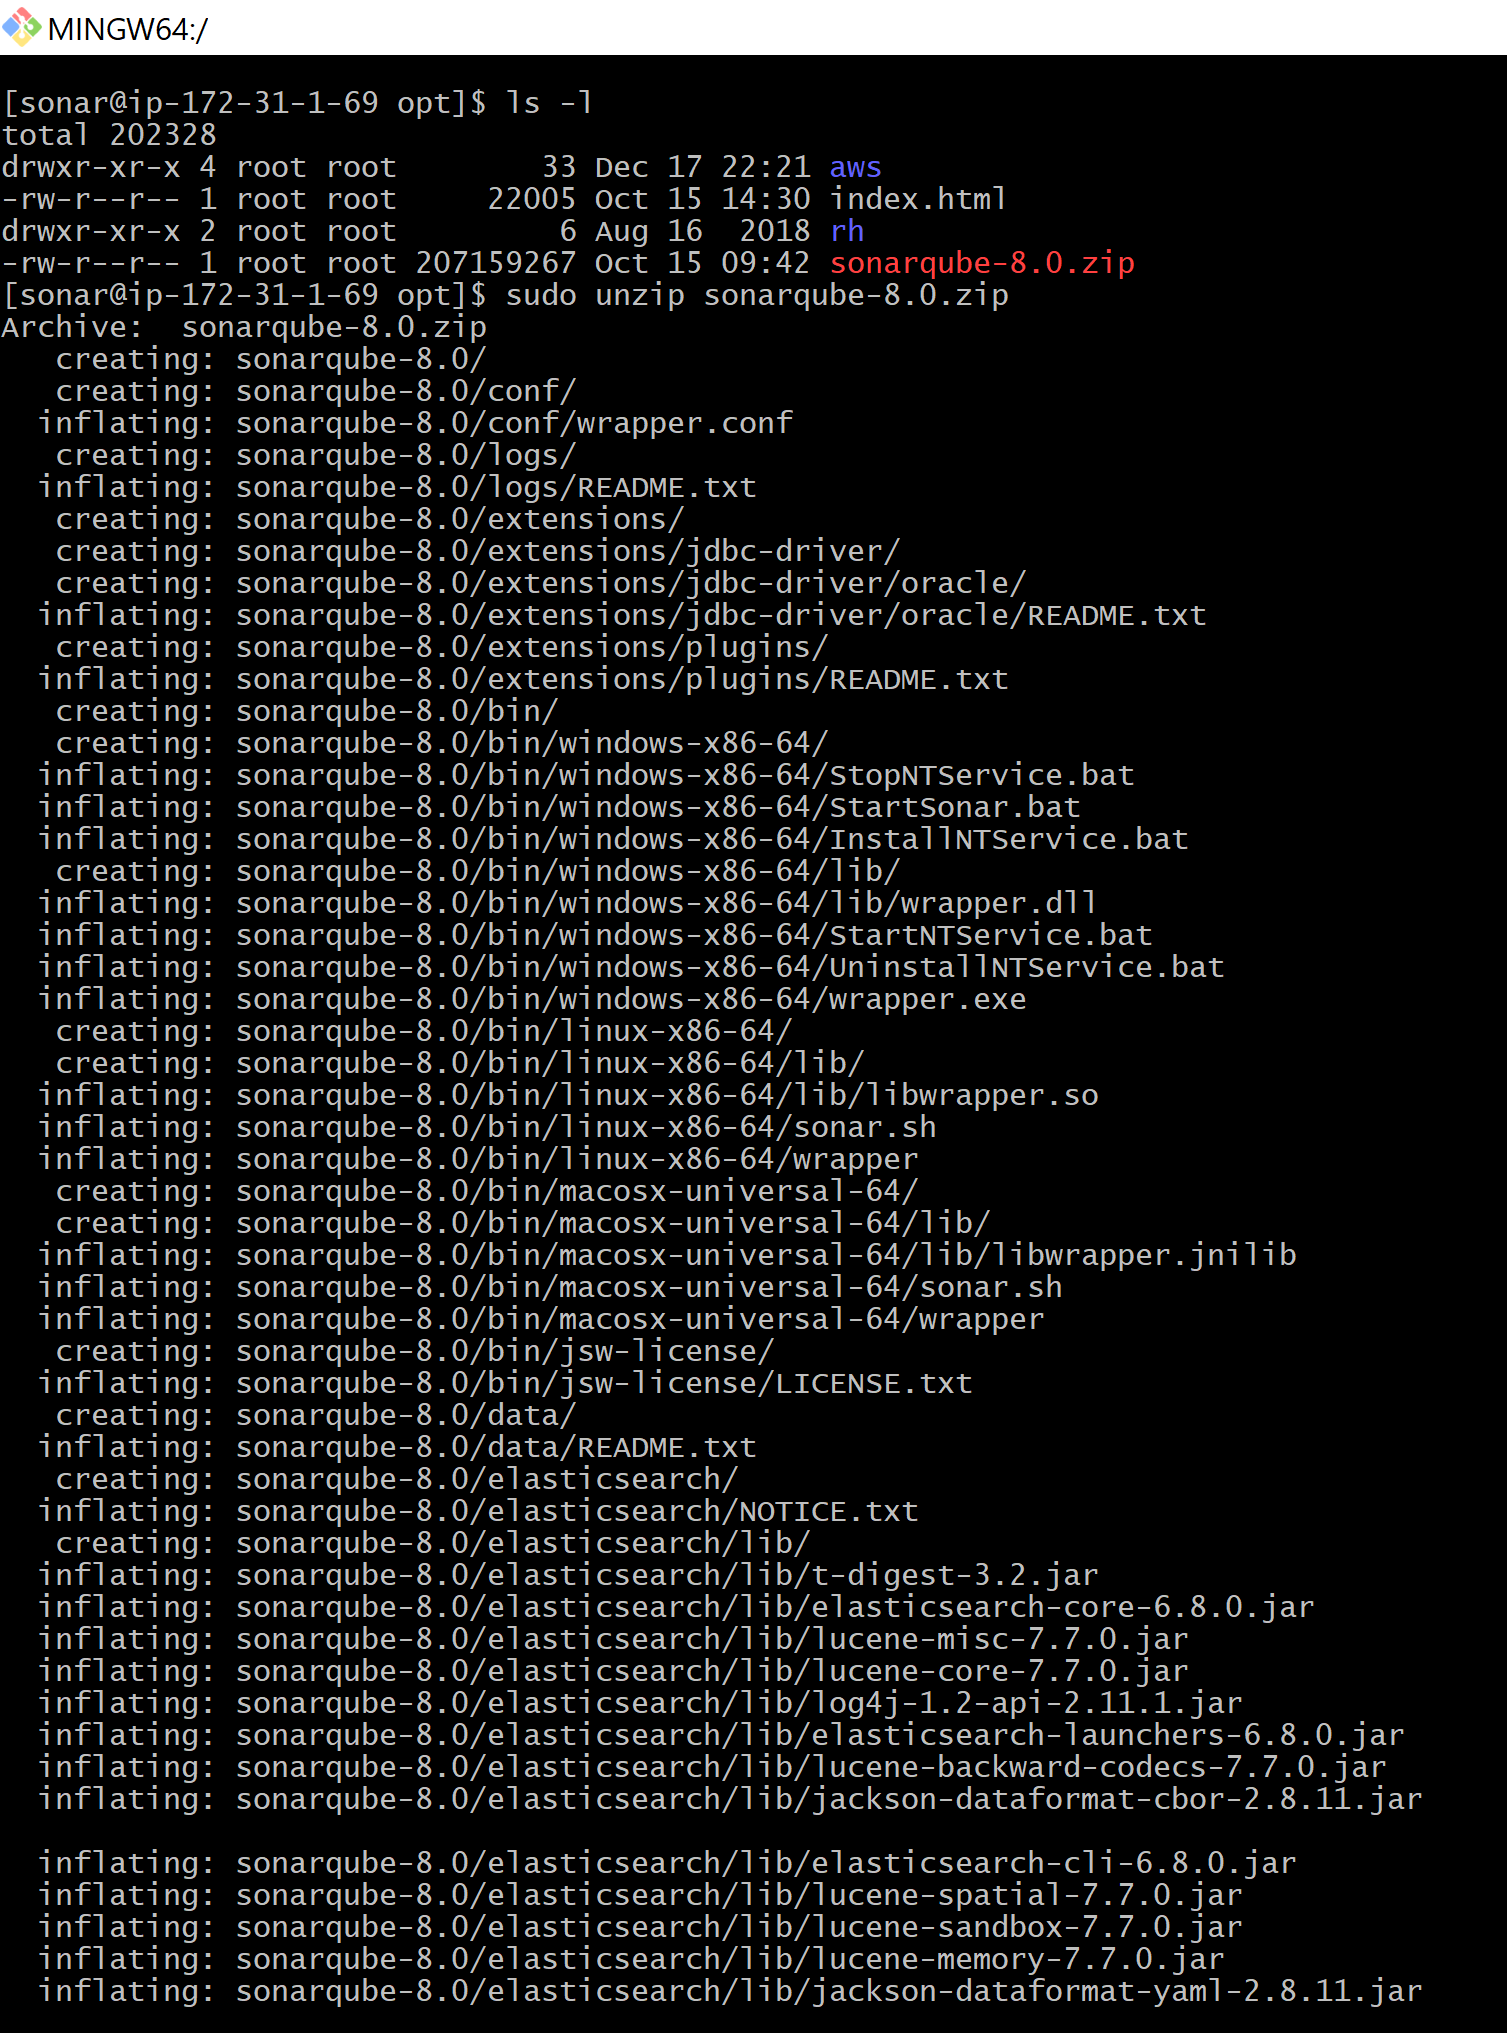 MINGW64:/
[sonar@ip-172-31-1-69 opt]$ ls -l
total 202328
drwxr-xr-x 4 root root        33 Dec 17 22:21 aws
-rw-r--r-- 1 root root     22005 Oct 15 14:30 index.html
drwxr-xr-x 2 root root         6 Aug 16  2018 rh
-rw-r--r-- 1 root root 207159267 Oct 15 09:42 sonarqube-8.0.zip
[sonar@ip-172-31-1-69 opt]$ sudo unzip sonarqube-8.0.zip
Archive:  sonarqube-8.0.zip
   creating: sonarqube-8.0/
   creating: sonarqube-8.0/conf/
  inflating: sonarqube-8.0/conf/wrapper.conf
   creating: sonarqube-8.0/logs/
  inflating: sonarqube-8.0/logs/README.txt
   creating: sonarqube-8.0/extensions/
   creating: sonarqube-8.0/extensions/jdbc-driver/
   creating: sonarqube-8.0/extensions/jdbc-driver/oracle/
  inflating: sonarqube-8.0/extensions/jdbc-driver/oracle/README.txt
   creating: sonarqube-8.0/extensions/plugins/
  inflating: sonarqube-8.0/extensions/plugins/README.txt
   creating: sonarqube-8.0/bin/
   creating: sonarqube-8.0/bin/windows-x86-64/
  inflating: sonarqube-8.0/bin/windows-x86-64/StopNTService.bat
  inflating: sonarqube-8.0/bin/windows-x86-64/StartSonar.bat
  inflating: sonarqube-8.0/bin/windows-x86-64/InstallNTService.bat
   creating: sonarqube-8.0/bin/windows-x86-64/lib/
  inflating: sonarqube-8.0/bin/windows-x86-64/lib/wrapper.dll
  inflating: sonarqube-8.0/bin/windows-x86-64/StartNTService.bat
  inflating: sonarqube-8.0/bin/windows-x86-64/UninstallNTService.bat
  inflating: sonarqube-8.0/bin/windows-x86-64/wrapper.exe
   creating: sonarqube-8.0/bin/linux-x86-64/
   creating: sonarqube-8.0/bin/linux-x86-64/lib/
  inflating: sonarqube-8.0/bin/linux-x86-64/lib/libwrapper.so
  inflating: sonarqube-8.0/bin/linux-x86-64/sonar.sh
  inflating: sonarqube-8.0/bin/linux-x86-64/wrapper
   creating: sonarqube-8.0/bin/macosx-universal-64/
   creating: sonarqube-8.0/bin/macosx-universal-64/lib/
  inflating: sonarqube-8.0/bin/macosx-universal-64/lib/libwrapper.jnilib
  inflating: sonarqube-8.0/bin/macosx-universal-64/sonar.sh
  inflating: sonarqube-8.0/bin/macosx-universal-64/wrapper
   creating: sonarqube-8.0/bin/jsw-license/
  inflating: sonarqube-8.0/bin/jsw-license/LICENSE.txt
   creating: sonarqube-8.0/data/
  inflating: sonarqube-8.0/data/README.txt
   creating: sonarqube-8.0/elasticsearch/
  inflating: sonarqube-8.0/elasticsearch/NOTICE.txt
   creating: sonarqube-8.0/elasticsearch/lib/
  inflating: sonarqube-8.0/elasticsearch/lib/t-digest-3.2.jar
  inflating: sonarqube-8.0/elasticsearch/lib/elasticsearch-core-6.8.0.jar
  inflating: sonarqube-8.0/elasticsearch/lib/lucene-misc-7.7.0.jar
  inflating: sonarqube-8.0/elasticsearch/lib/lucene-core-7.7.0.jar
  inflating: sonarqube-8.0/elasticsearch/lib/log4j-1.2-api-2.11.1.jar
  inflating: sonarqube-8.0/elasticsearch/lib/elasticsearch-launchers-6.8.0.jar
  inflating: sonarqube-8.0/elasticsearch/lib/lucene-backward-codecs-7.7.0.jar
  inflating: sonarqube-8.0/elasticsearch/lib/jackson-dataformat-cbor-2.8.11.jar
  inflating: sonarqube-8.0/elasticsearch/lib/elasticsearch-cli-6.8.0.jar
  inflating: sonarqube-8.0/elasticsearch/lib/lucene-spatial-7.7.0.jar
  inflating: sonarqube-8.0/elasticsearch/lib/lucene-sandbox-7.7.0.jar
  inflating: sonarqube-8.0/elasticsearch/lib/lucene-memory-7.7.0.jar
  inflating: sonarqube-8.0/elasticsearch/lib/jackson-dataformat-yaml-2.8.11.jar